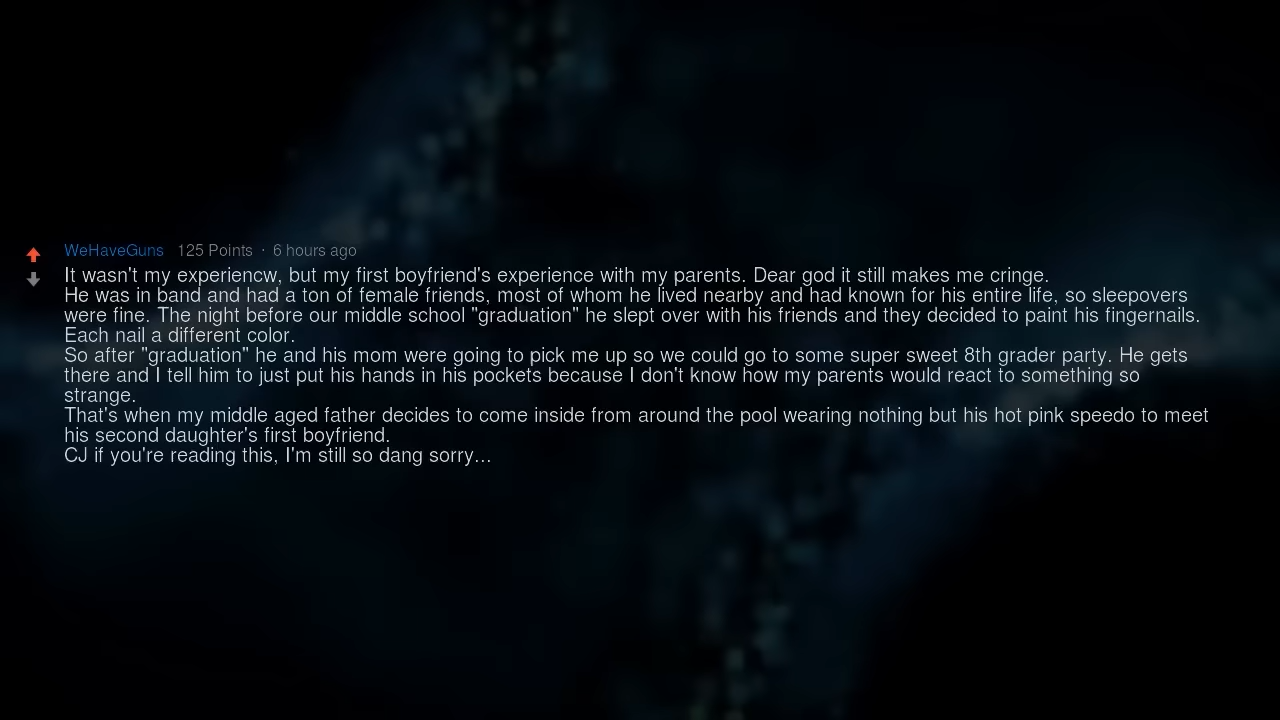 WeHaveGuns 125 Points · 6 hours ago
It wasn't my experiencw, but my first boyfriend's experience with my parents. Dear god it still makes me cringe.
He was in band and had a ton of female friends, most of whom he lived nearby and had known for his entire life, so sleepovers
were fine. The night before our middle school "graduation" he slept over with his friends and they decided to paint his fingernails.
Each nail a different color.
So after "graduation" he and his mom were going to pick me up so we could go to some super sweet 8th grader party. He gets
there and I tell him to just put his hands in his pockets because I don't know how my parents would react to something so
strange.
That's when my middle aged father decides to come inside from around the pool wearing nothing but his hot pink speedo to meet
his second daughter's first boyfriend.
CJ if you're reading this, I'm still so dang sorry...